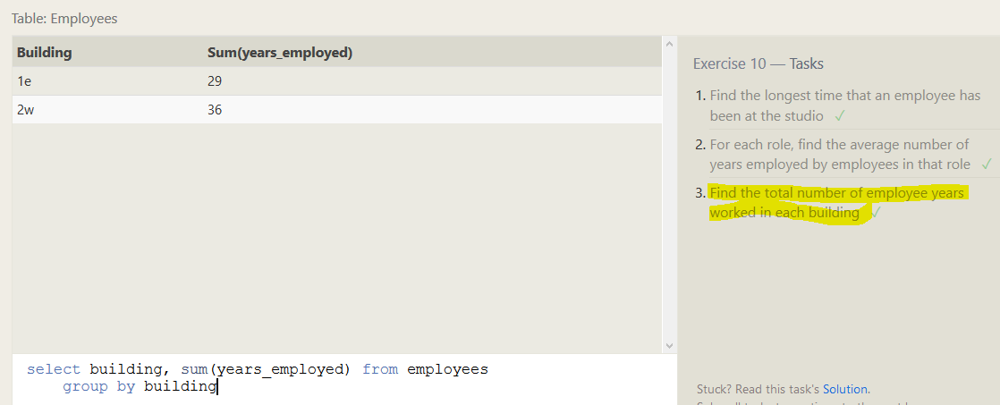 Table: Employees
Building Sum(years_employed)
1e 29
2w 36
select building, sum(years_employed) from employees
group by building
Exercise 10 — Tasks
1. Find the longest time that an employee has
been at the studio ✓
2. For each role, find the average number of
years employed by employees in that role ✓
3. Find the total number of employee years
worked in each building ✓
Stuck? Read this task's Solution.